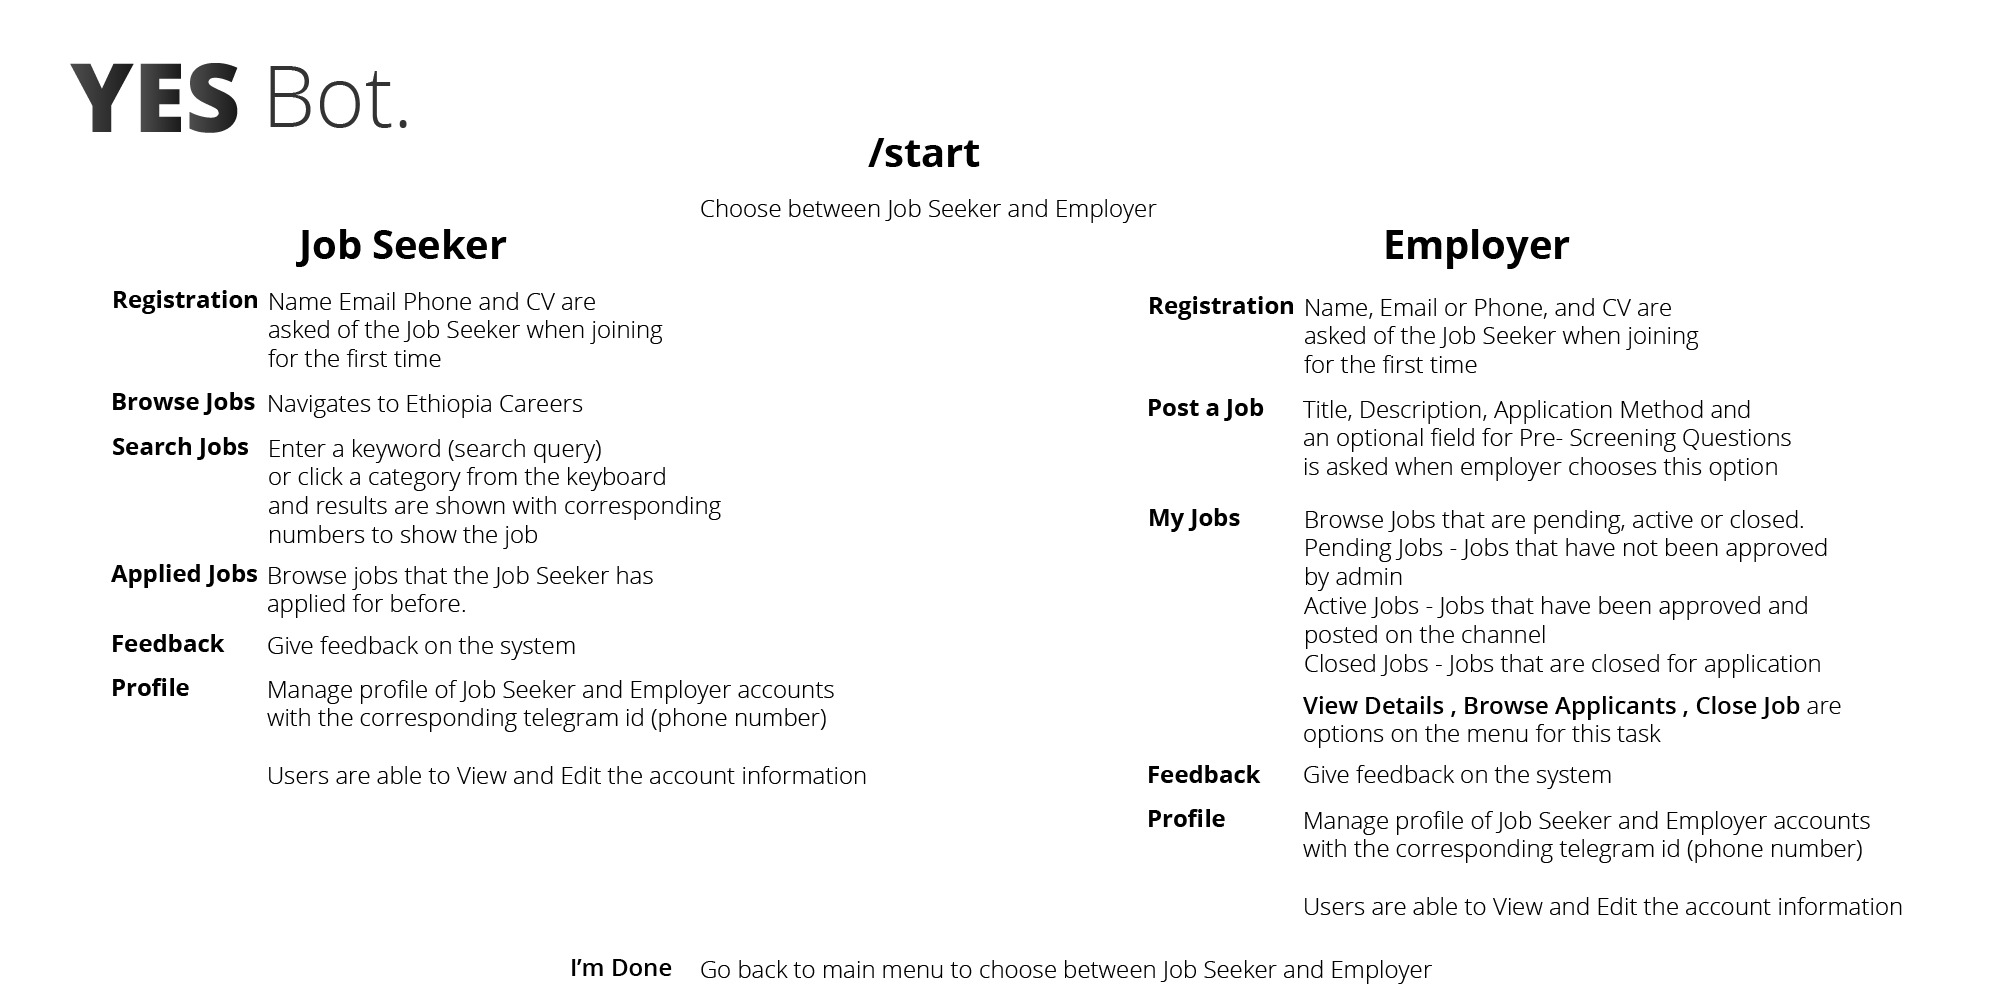 YES Bot.
/start
Choose between Job Seeker and Employer
Job Seeker
Registration Name Email Phone and CV are
asked of the Job Seeker when joining
for the first time
Browse Jobs Navigates to Ethiopia Careers
Search Jobs Enter a keyword (search query)
or click a category from the keyboard
and results are shown with corresponding
numbers to show the job
Applied Jobs Browse jobs that the Job Seeker has
applied for before.
Feedback Give feedback on the system
Profile Manage profile of Job Seeker and Employer accounts
with the corresponding telegram id (phone number)
Users are able to View and Edit the account information
Employer
Registration Name, Email or Phone, and CV are
asked of the Job Seeker when joining
for the first time
Post a Job Title, Description, Application Method and
an optional field for Pre- Screening Questions
is asked when employer chooses this option
My Jobs Browse Jobs that are pending, active or closed.
Pending Jobs - Jobs that have not been approved
by admin
Active Jobs - Jobs that have been approved and
posted on the channel
Closed Jobs - Jobs that are closed for application
View Details , Browse Applicants , Close Job are
options on the menu for this task
Feedback Give feedback on the system
Profile Manage profile of Job Seeker and Employer accounts
with the corresponding telegram id (phone number)
Users are able to View and Edit the account information
I’m Done Go back to main menu to choose between Job Seeker and Employer